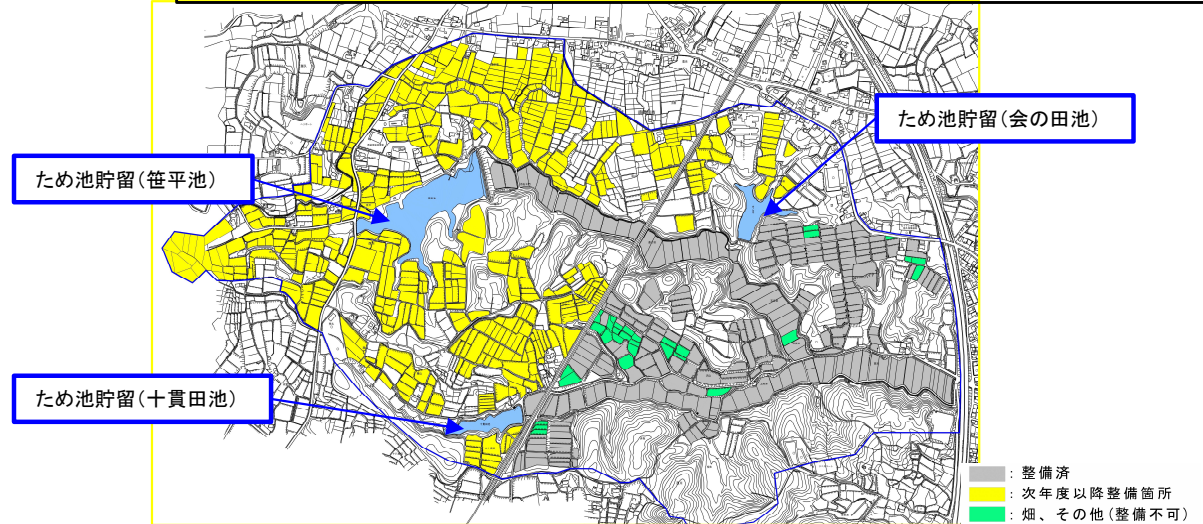 ため池貯留(会の田池)
ため池貯留(笹平池)
ため池貯留(十貫田池)
: 整備済
: 次年度以降整備箇所
: 畑、その他(整備不可)